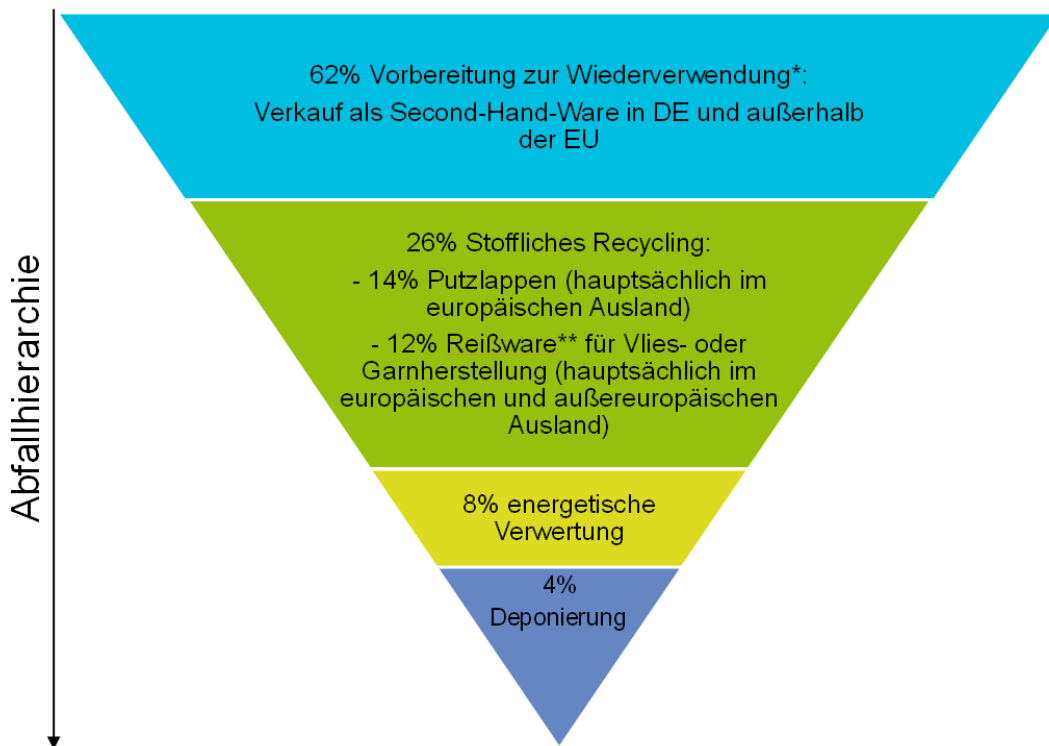 62% Vorbereitung zur Wiederverwendung*:
Verkauf als Second-Hand-Ware in DE und außerhalb
der EU
26% Stoffliches Recycling:
- 14% Putzlappen (hauptsächlich im
europäischen Ausland)
- 12% Reißware** für Vlies- oder
Garnherstellung (hauptsächlich im
europäischen und außereuropäischen
Ausland)
8% energetische
Verwertung
4%
Deponierung
Abfallhierarchie